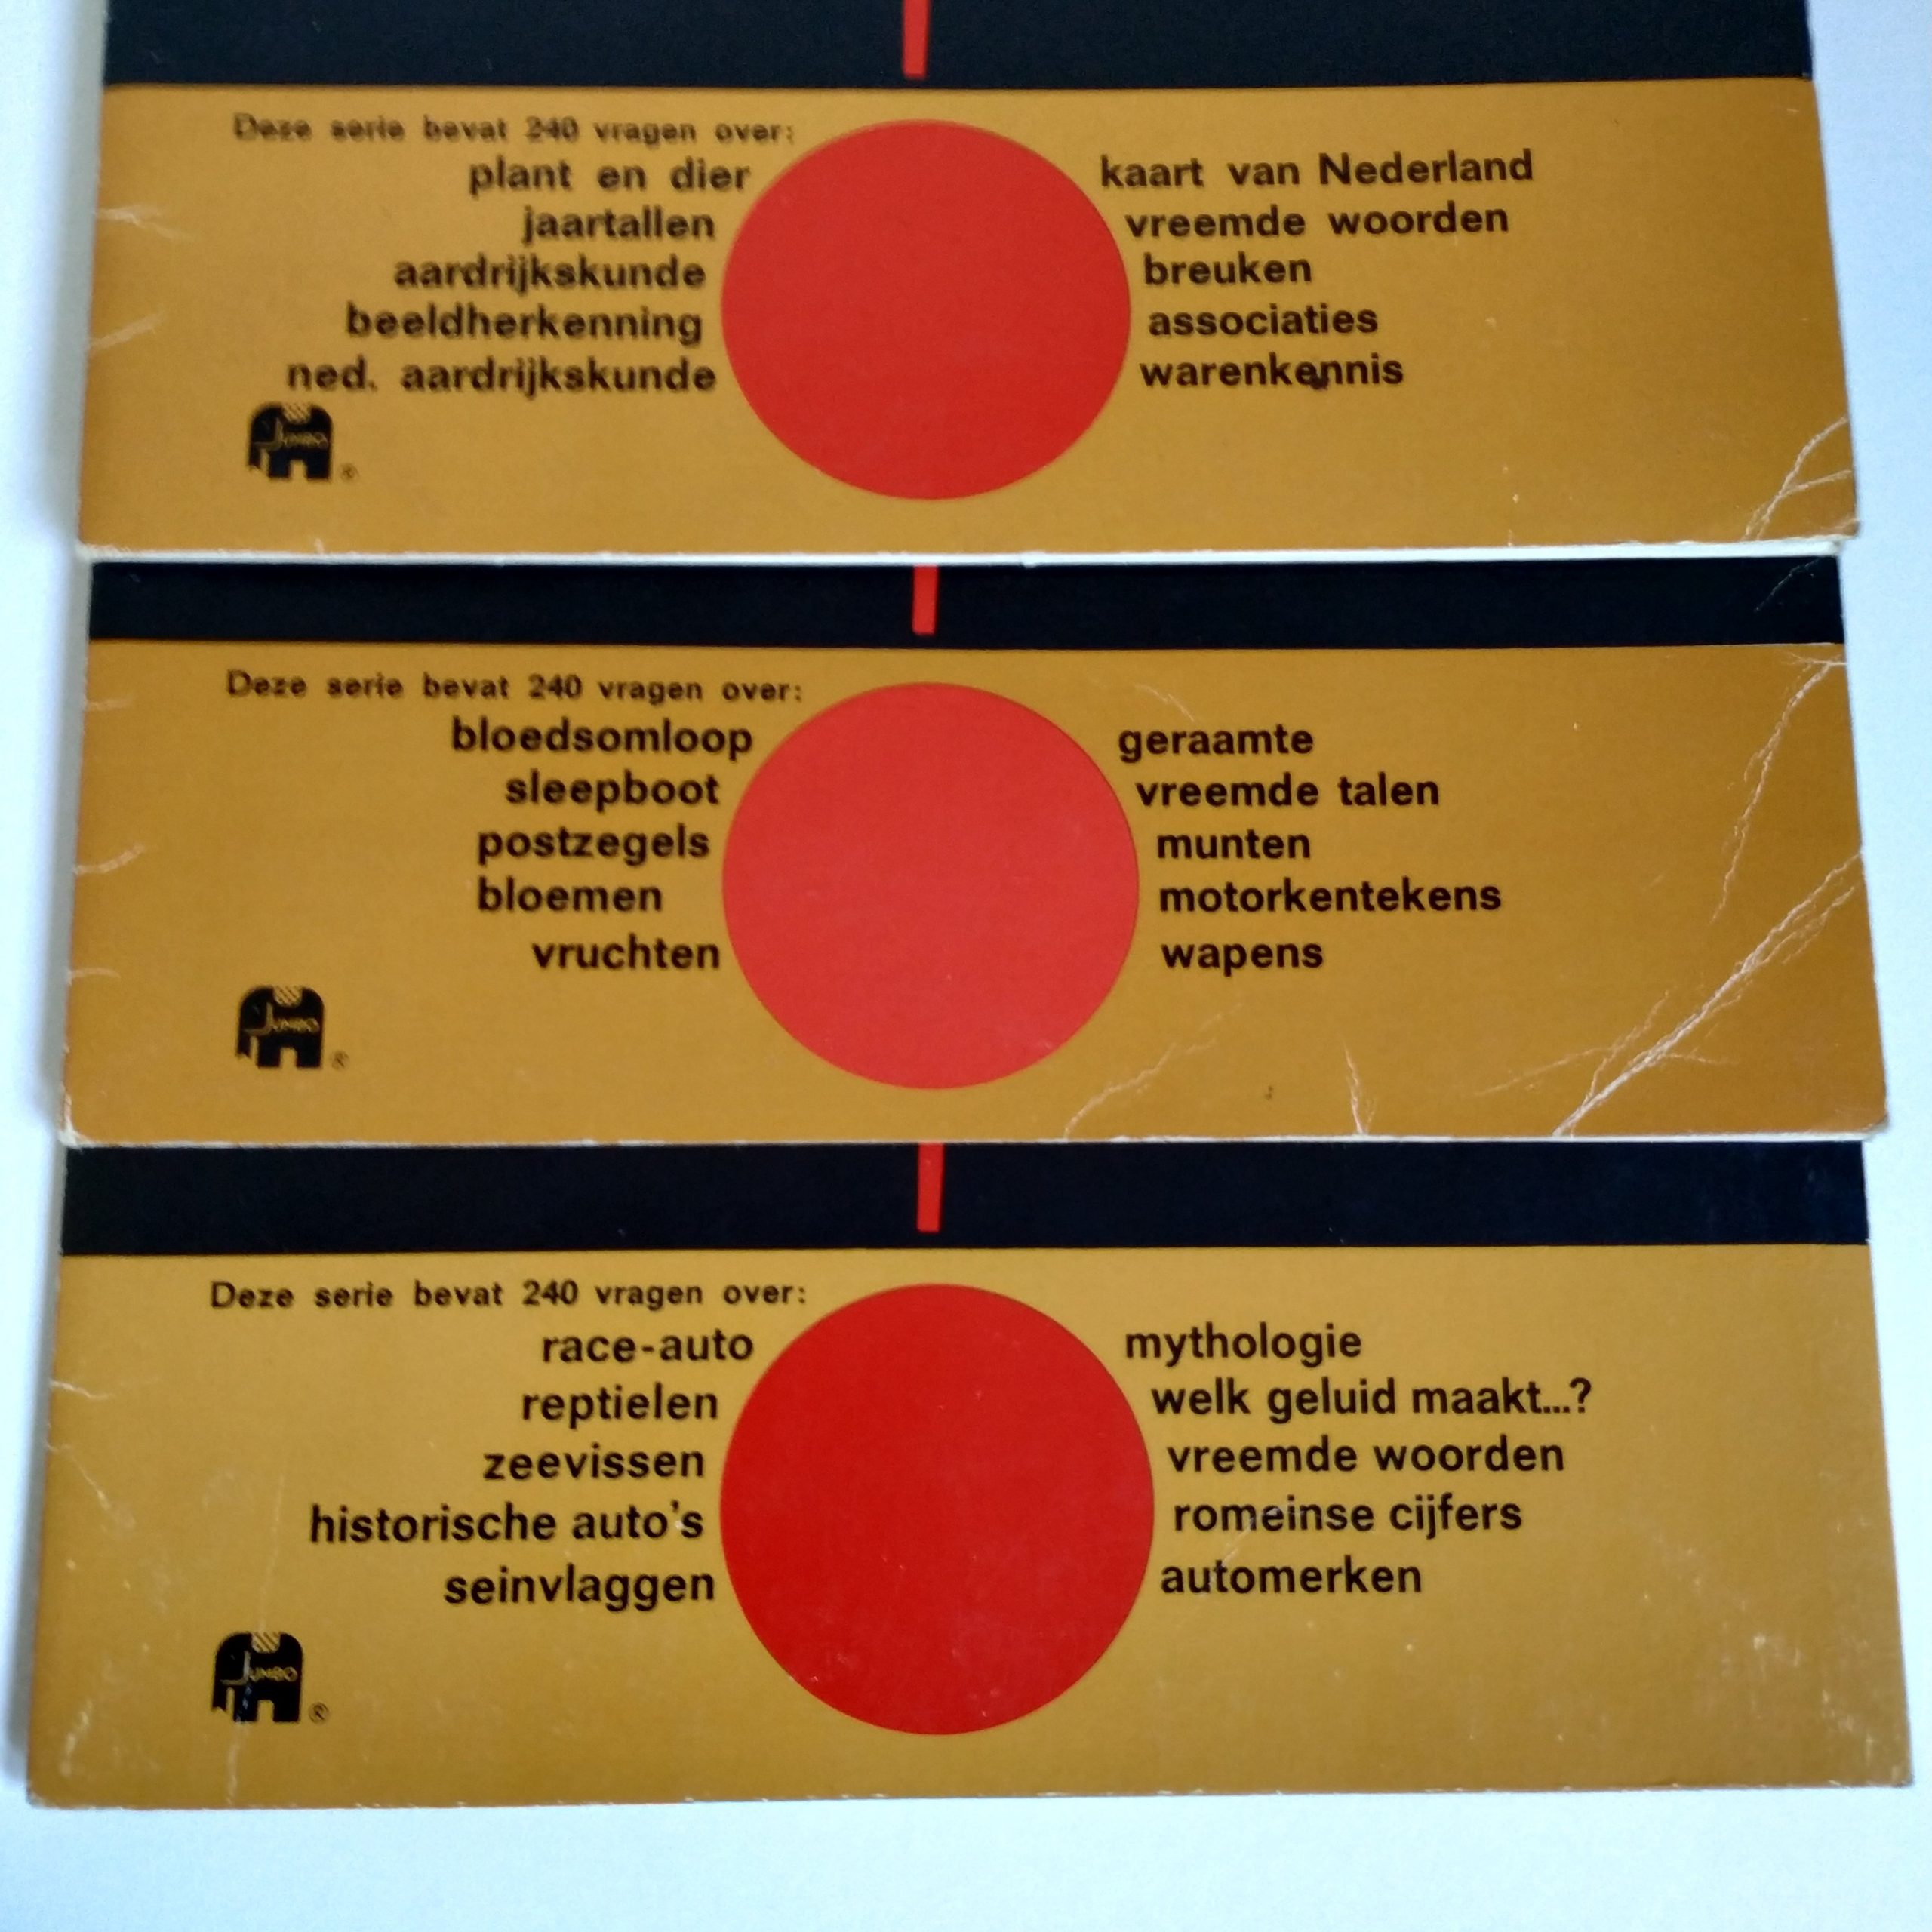 Deze serie bevat 240 vragen over:
plant en dier
jaartallen
aardrijkskunde
beeldherkenning
ned. aardrijkskunde
kaart van Nederland
vreemde woorden
breuken
associaties
warenkennis
JUMBO
®
Deze serie bevat 240 vragen over:
bloedsomloop
sleepboot
postzegels
bloemen
vruchten
geraamte
vreemde talen
munten
motorkentekens
wapens
JUMBO
®
Deze serie bevat 240 vragen over:
race-auto
reptielen
zeevissen
historische auto's
seinvlaggen
mythologie
welk geluid maakt...?
vreemde woorden
romeinse cijfers
automerken
JUMBO
®